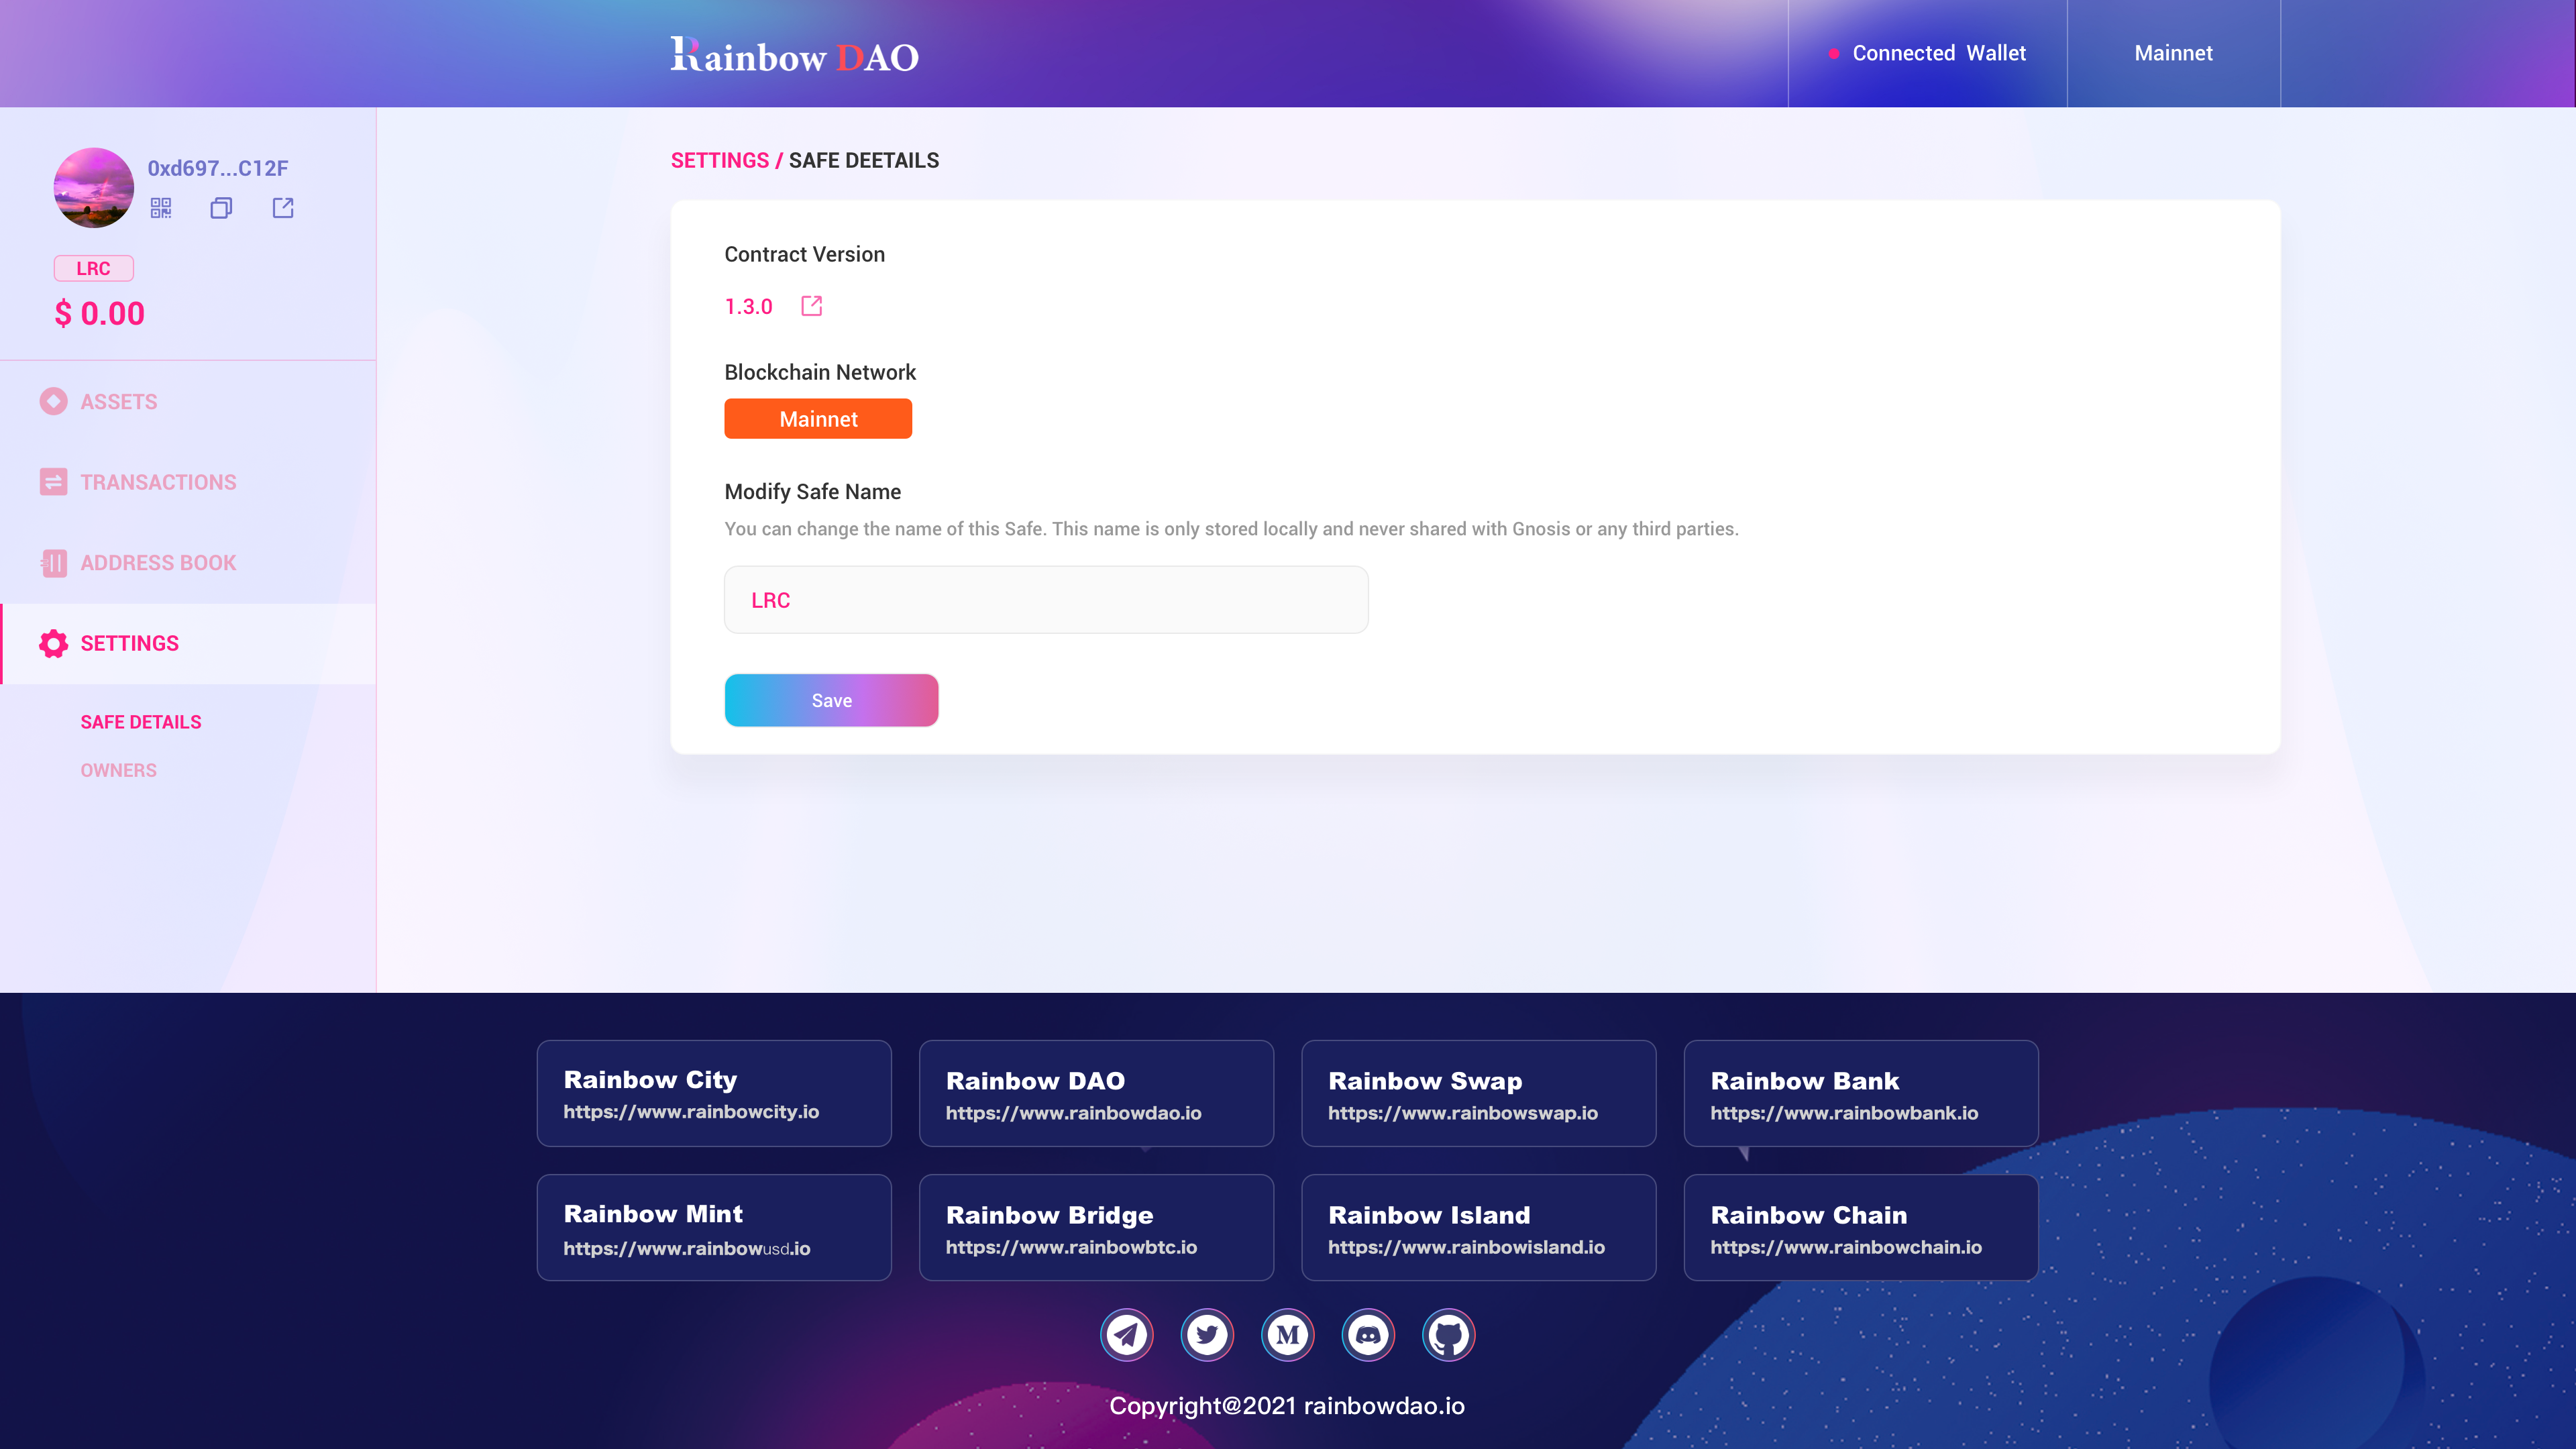 Rainbow DAO
Connected Wallet
Mainnet
0xd697...C12F
LRC
$ 0.00
ASSETS
TRANSACTIONS
ADDRESS BOOK
SETTINGS
SAFE DETAILS
OWNERS
SETTINGS / SAFE DEETAILS
Contract Version
1.3.0
Blockchain Network
Mainnet
Modify Safe Name
You can change the name of this Safe. This name is only stored locally and never shared with Gnosis or any third parties.
LRC
Save
Rainbow City
https://www.rainbowcity.io
Rainbow DAO
https://www.rainbowdao.io
Rainbow Swap
https://www.rainbowswap.io
Rainbow Bank
https://www.rainbowbank.io
Rainbow Mint
https://www.rainbowusd.io
Rainbow Bridge
https://www.rainbowbtc.io
Rainbow Island
https://www.rainbowisland.io
Rainbow Chain
https://www.rainbowchain.io
Copyright@2021 rainbowdao.io